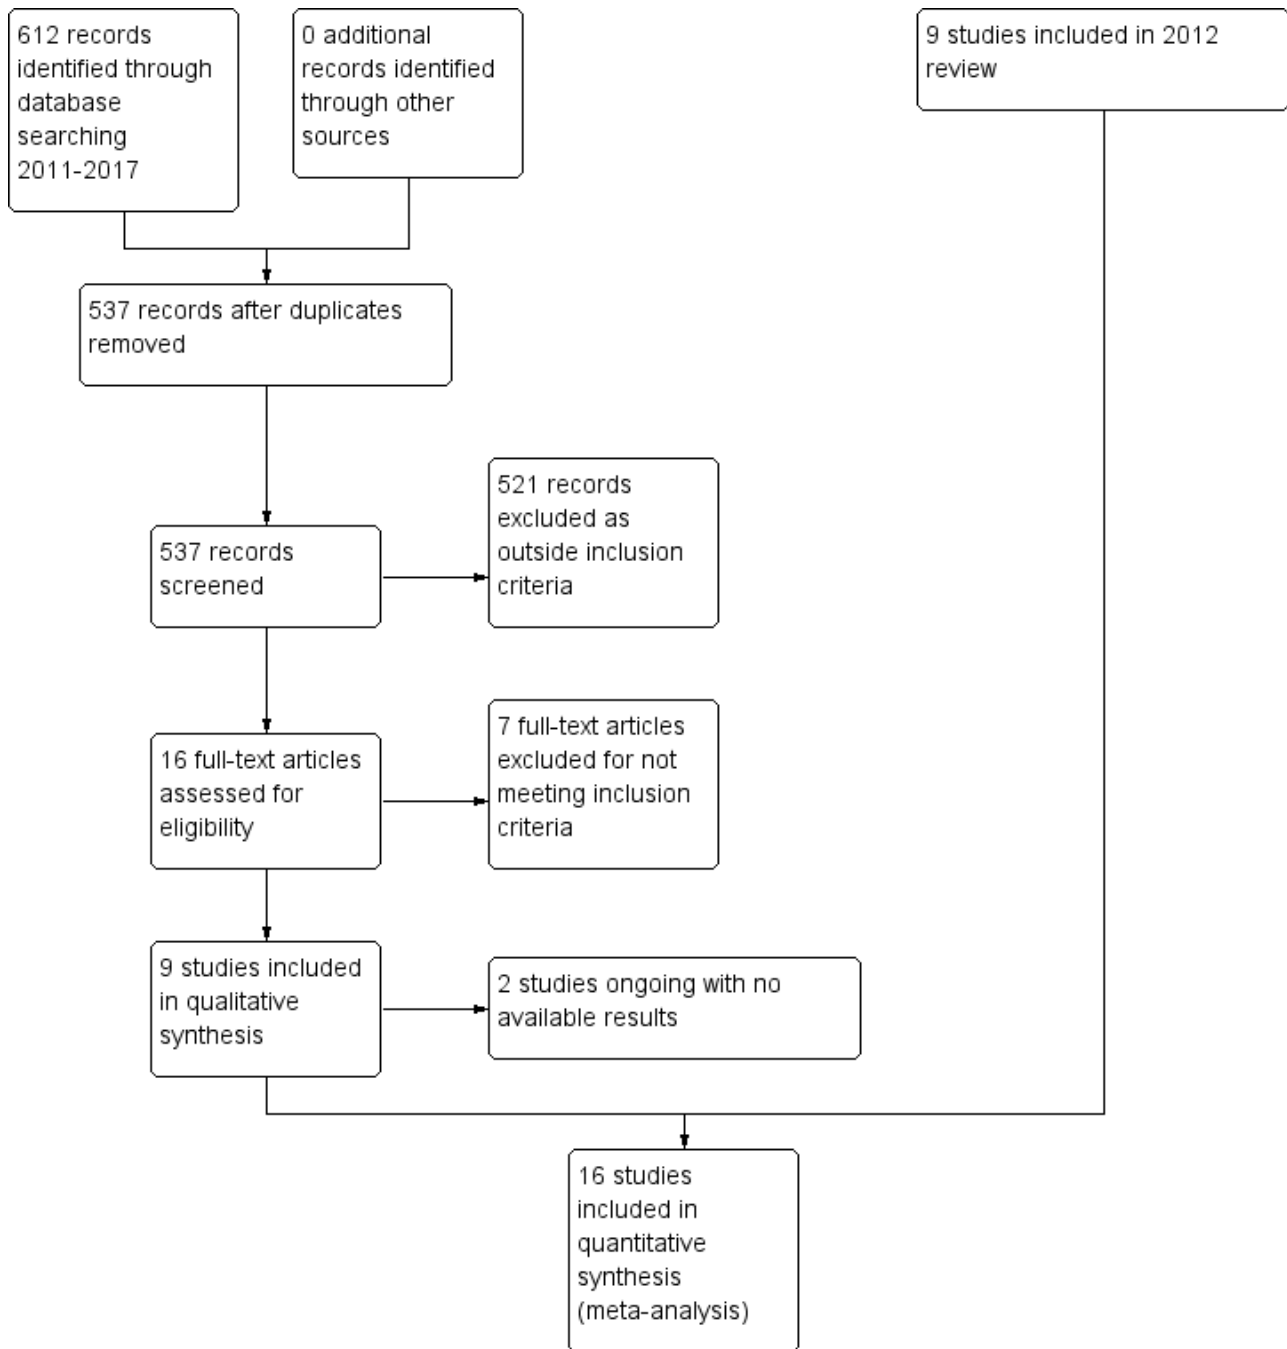 612 records
identified through
database
searching
2011-2017
0 additional
records identified
through other
sources
9 studies included in 2012
review
537 records after duplicates
removed
521 records
excluded as
outside inclusion
criteria
537 records
screened
7 full-text articles
excluded for not
meeting inclusion
criteria
16 full-text articles
assessed for
eligibility
9 studies included
in qualitative
synthesis
2 studies ongoing with no
available results
16 studies
included in
quantitative
synthesis
(meta-analysis)